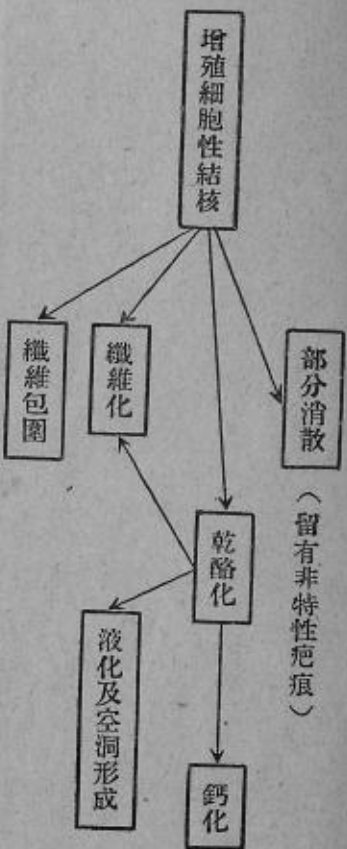 增殖細胞性結核
部分消散
（留有非特性疤痕）
乾酪化
鈣化
纖維化
液化及空洞形成
纖維包圍